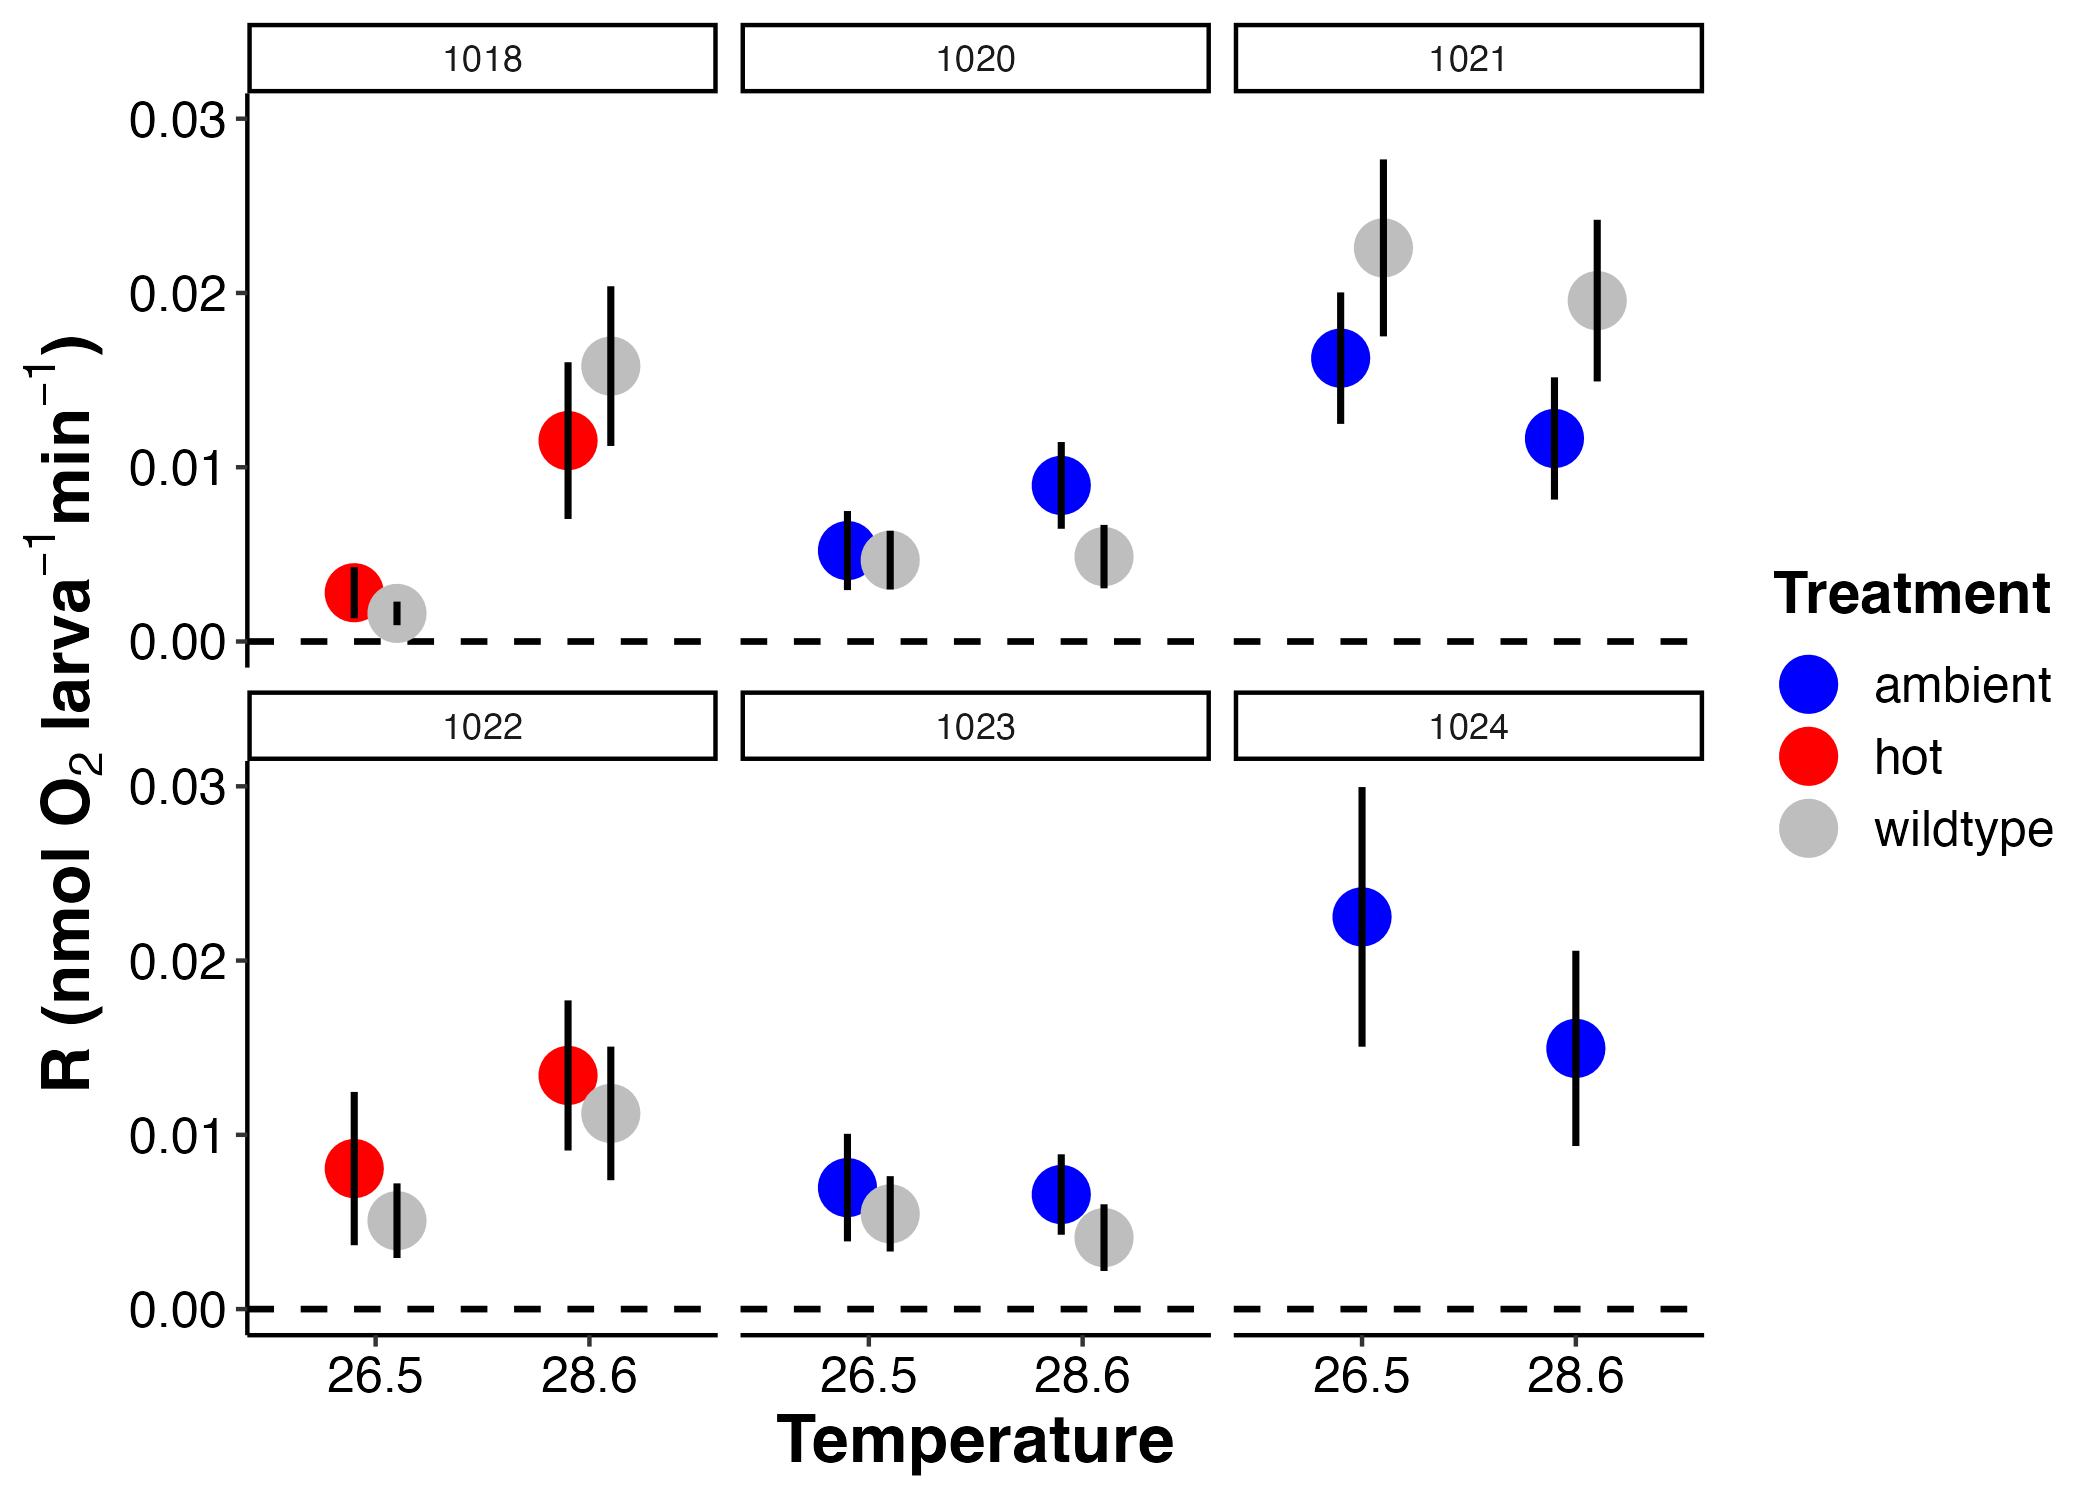 1018 1020 1021
0.03
0.02
0.01
0.00
1022 1023 1024
0.03
0.02
0.01
0.00
26.5 28.6 26.5 28.6 26.5 28.6
Temperature
R (nmol O₂ larva⁻¹min⁻¹)
Treatment
ambient
hot
wildtype